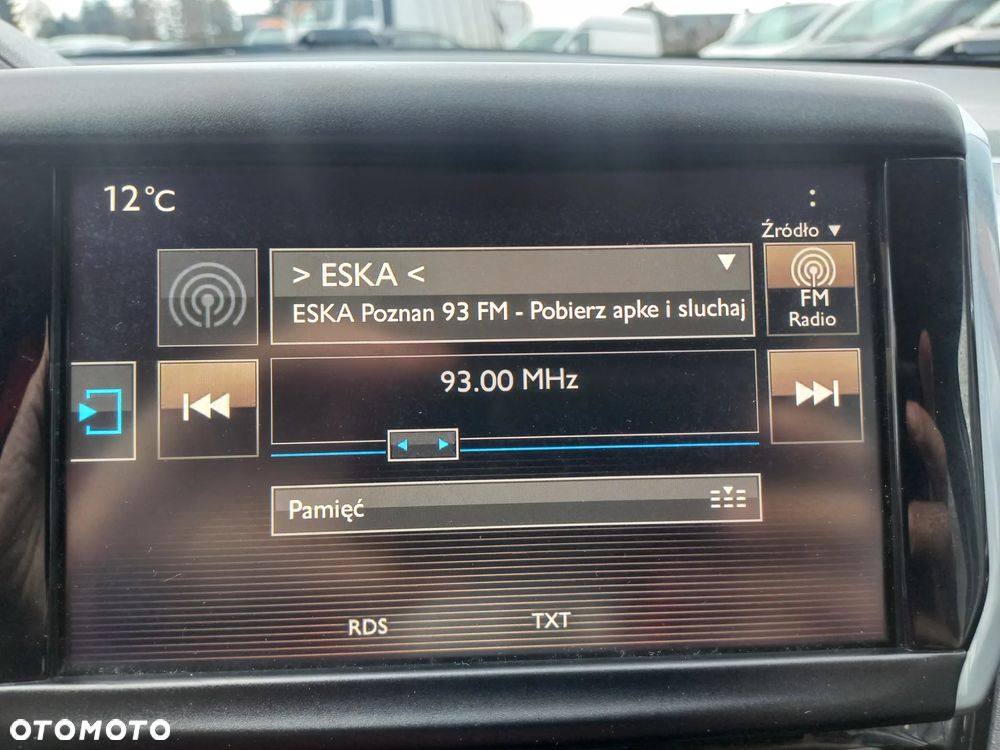 12°C
:
Źródło ▼
> ESKA <
ESKA Poznan 93 FM - Pobierz apke i sluchaj
FM
Radio
93.00 MHz
Pamięć
RDS
TXT
OTOMOTO